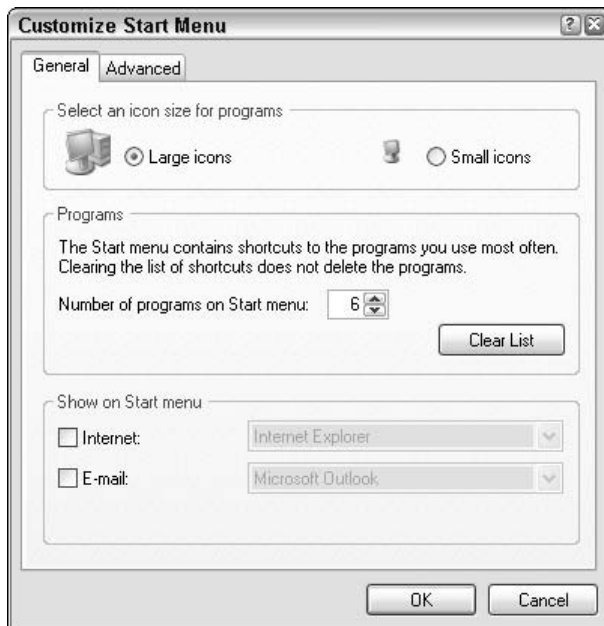 Customize Start Menu
General Advanced
Select an icon size for programs
Large icons Small icons
Programs
The Start menu contains shortcuts to the programs you use most often.
Clearing the list of shortcuts does not delete the programs.
Number of programs on Start menu: 6
Clear List
Show on Start menu
Internet: Internet Explorer
E-mail: Microsoft Outlook
OK Cancel